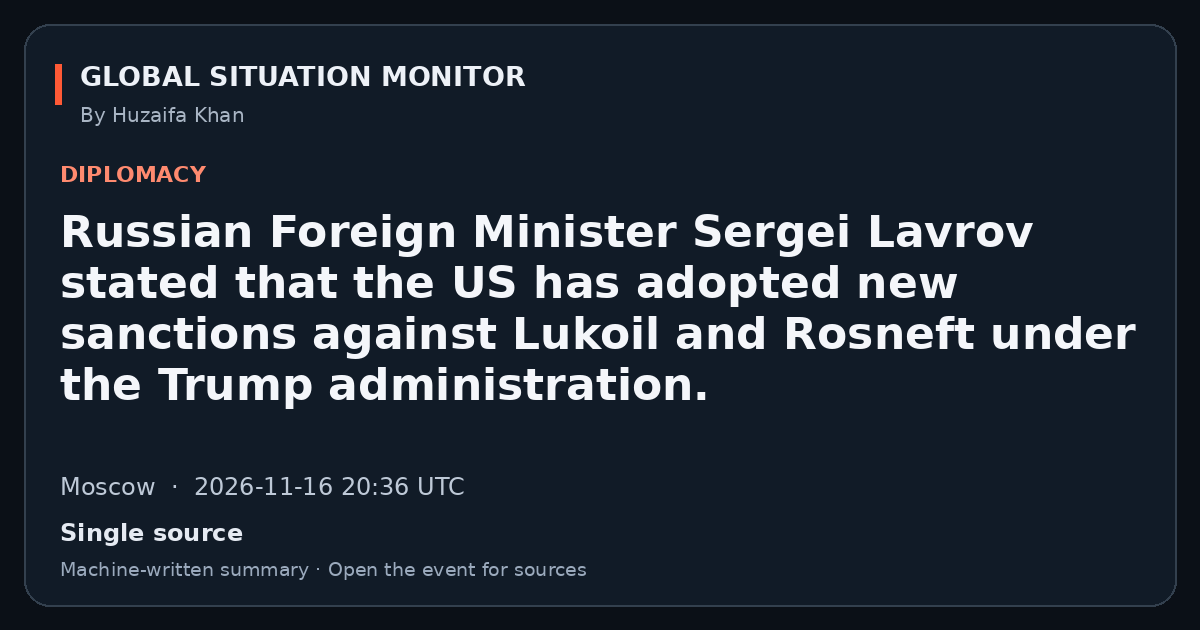 GLOBAL SITUATION MONITOR
By Huzaifa Khan
DIPLOMACY
Russian Foreign Minister Sergei Lavrov
stated that the US has adopted new
sanctions against Lukoil and Rosneft under
the Trump administration.
Moscow · 2026-11-16 20:36 UTC
Single source
Machine-written summary · Open the event for sources